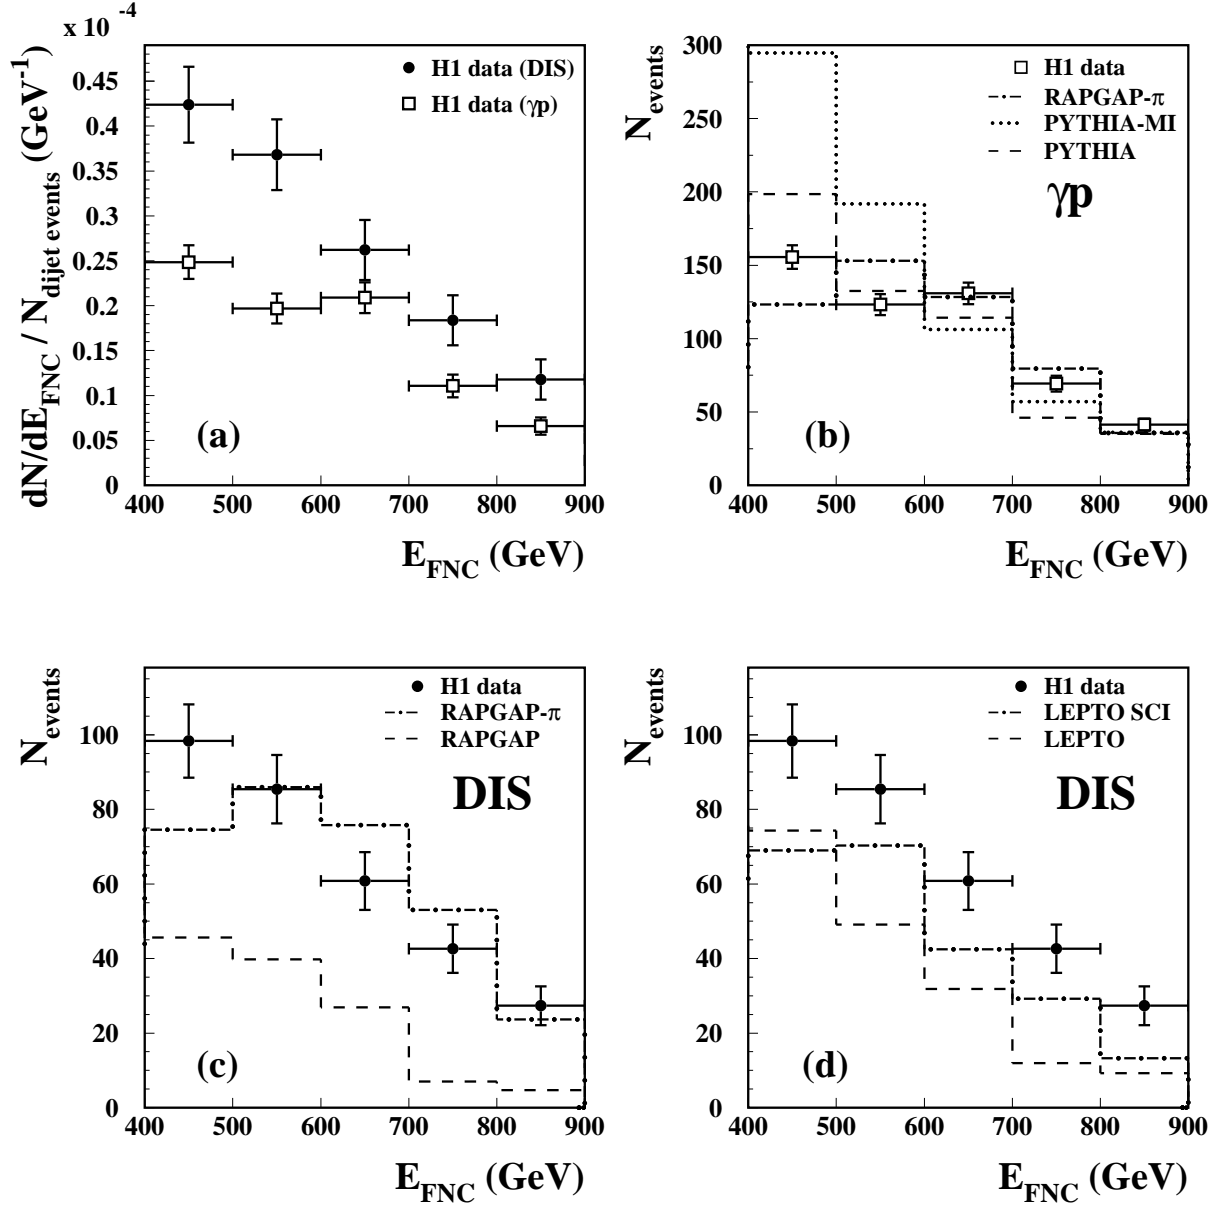 x 10 -4
dN/dE_FNC / N_dijet events (GeV^-1)
0.45
0.4
0.35
0.3
0.25
0.2
0.15
0.1
0.05
0
H1 data (DIS)
H1 data (γp)
(a)
400 500 600 700 800 900
E_FNC (GeV)
N_events
300
250
200
150
100
50
0
H1 data
RAPGAP-π
PYTHIA-MI
PYTHIA
γp
(b)
400 500 600 700 800 900
E_FNC (GeV)
N_events
100
80
60
40
20
0
H1 data
RAPGAP-π
RAPGAP
DIS
(c)
400 500 600 700 800 900
E_FNC (GeV)
N_events
100
80
60
40
20
0
H1 data
LEPTO SCI
LEPTO
DIS
(d)
400 500 600 700 800 900
E_FNC (GeV)